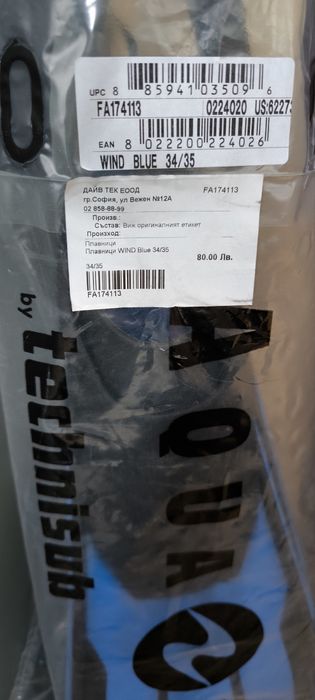 UPC 8 85941 03509 6
FA174113 0224020 US:6227
EAN 8 022200 224026
WIND BLUE 34/35
ДАЙВ ТЕК ЕООД FA174113
гр.София, ул Вежен №12А
02 858-88-99
Произв.:
Състав: Виж оригиналният етикет
Произход:
Плавници
Плавници WIND Blue 34/35
80.00 Лв.
34/35
FA174113
AQUA
by technisub